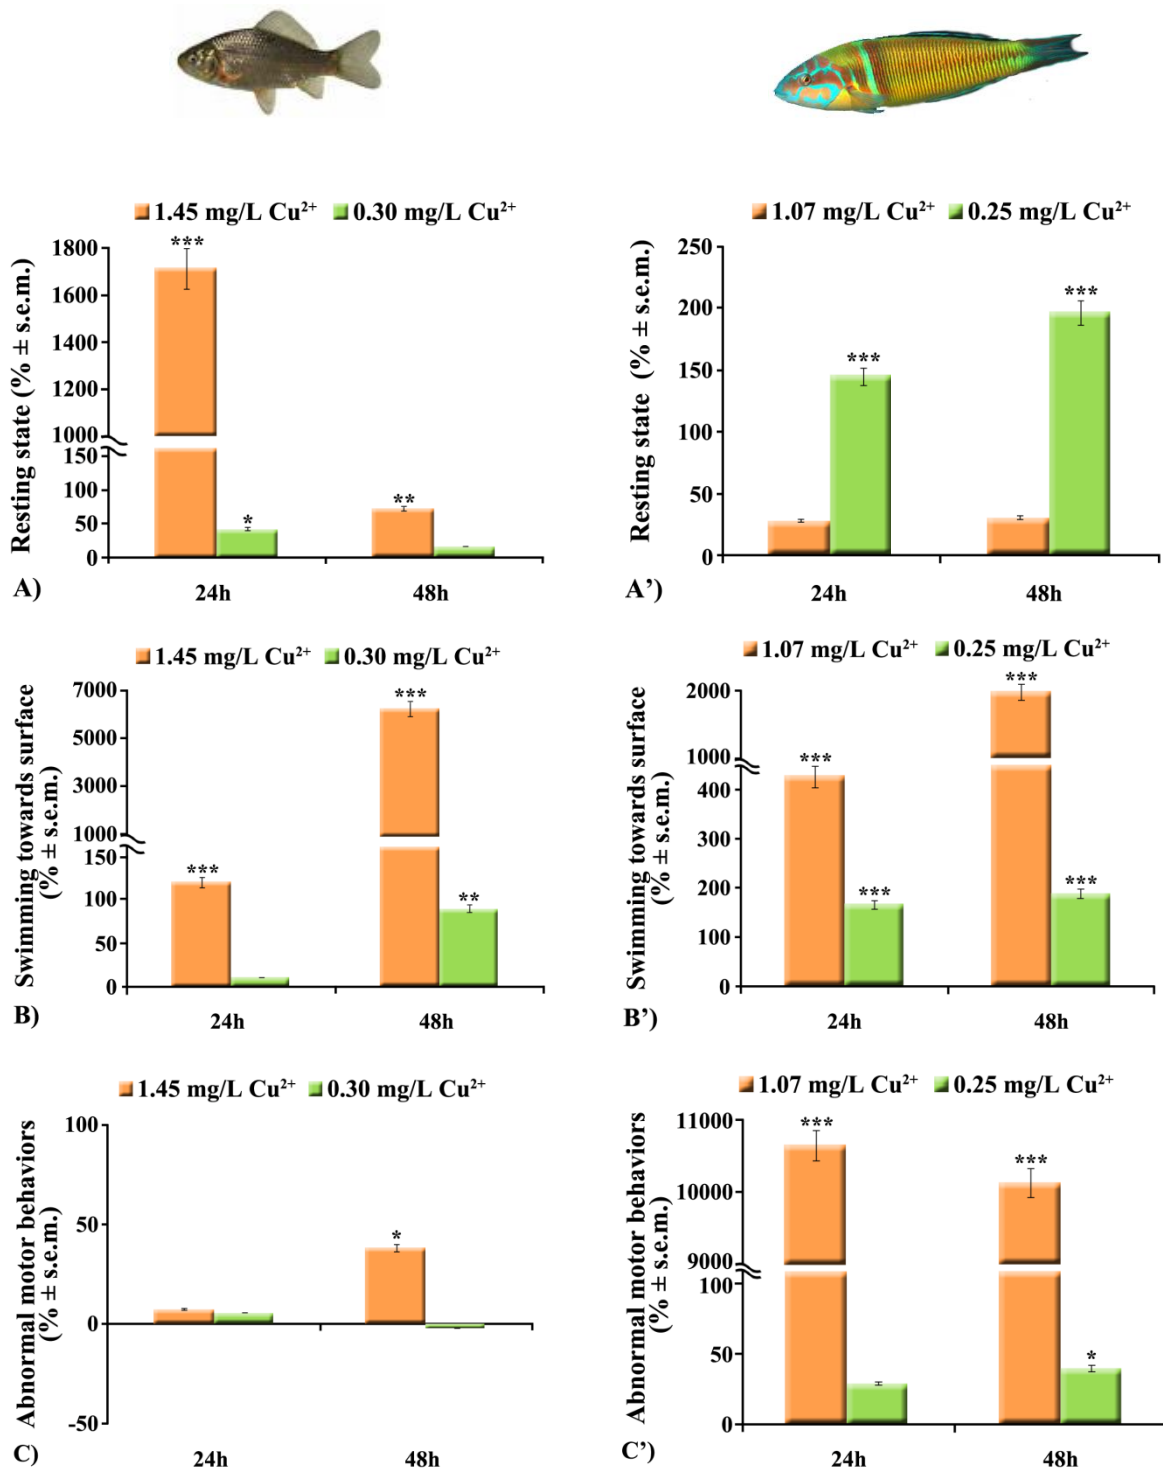 1.45 mg/L Cu²⁺ 0.30 mg/L Cu²⁺
Resting state (% ± s.e.m.)
1800
1600
1400
1200
1000
150
100
50
0
***
*
**
24h 48h
A)
1.07 mg/L Cu²⁺ 0.25 mg/L Cu²⁺
Resting state (% ± s.e.m.)
250
200
150
100
50
0
***
***
24h 48h
A’)
1.45 mg/L Cu²⁺ 0.30 mg/L Cu²⁺
Swimming towards surface
(% ± s.e.m.)
7000
5000
3000
1000
150
100
50
0
***
***
**
24h 48h
B)
1.07 mg/L Cu²⁺ 0.25 mg/L Cu²⁺
Swimming towards surface
(% ± s.e.m.)
2000
1000
400
300
200
100
0
***
***
***
***
24h 48h
B’)
1.45 mg/L Cu²⁺ 0.30 mg/L Cu²⁺
Abnormal motor behaviors
(% ± s.e.m.)
100
50
0
-50
*
24h 48h
C)
1.07 mg/L Cu²⁺ 0.25 mg/L Cu²⁺
Abnormal motor behaviors
(% ± s.e.m.)
11000
10000
9000
100
50
0
***
***
*
24h 48h
C’)